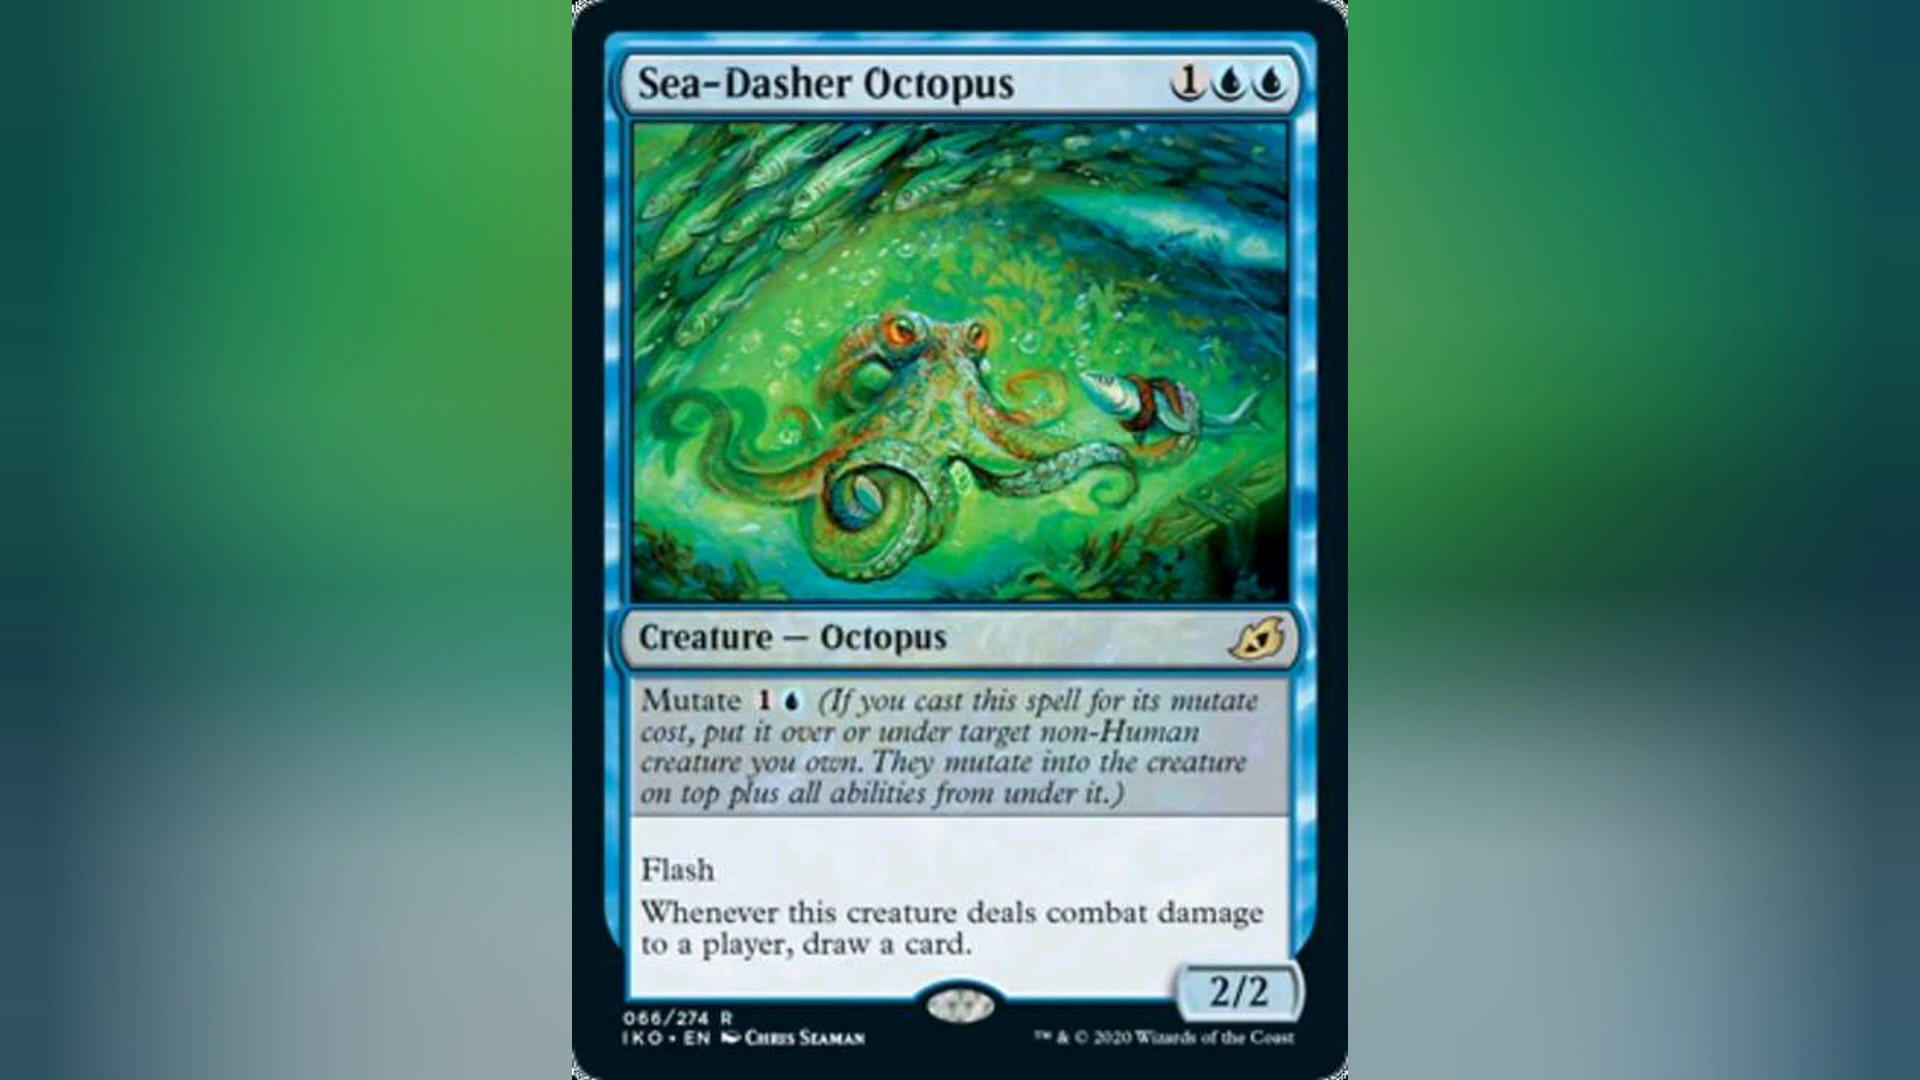 Sea-Dasher Octopus 1
Creature — Octopus
Mutate 1 (If you cast this spell for its mutate
cost, put it over or under target non-Human
creature you own. They mutate into the creature
on top plus all abilities from under it.)
Flash
Whenever this creature deals combat damage
to a player, draw a card.
2/2
066/274 R
IKO • EN Chris Seaman
™ & © 2020 Wizards of the Coast